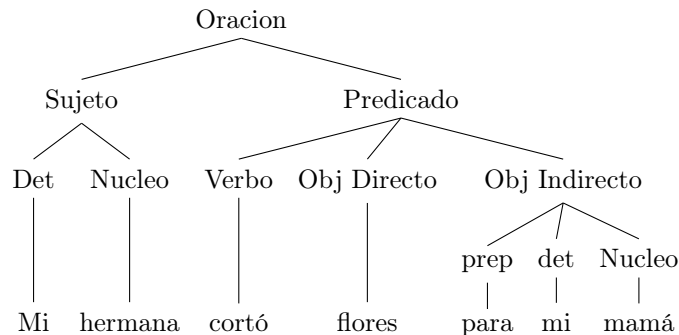 Oracion
Sujeto Predicado
Det Nucleo Verbo Obj Directo Obj Indirecto
prep det Nucleo
Mi hermana cortó flores para mi mamá